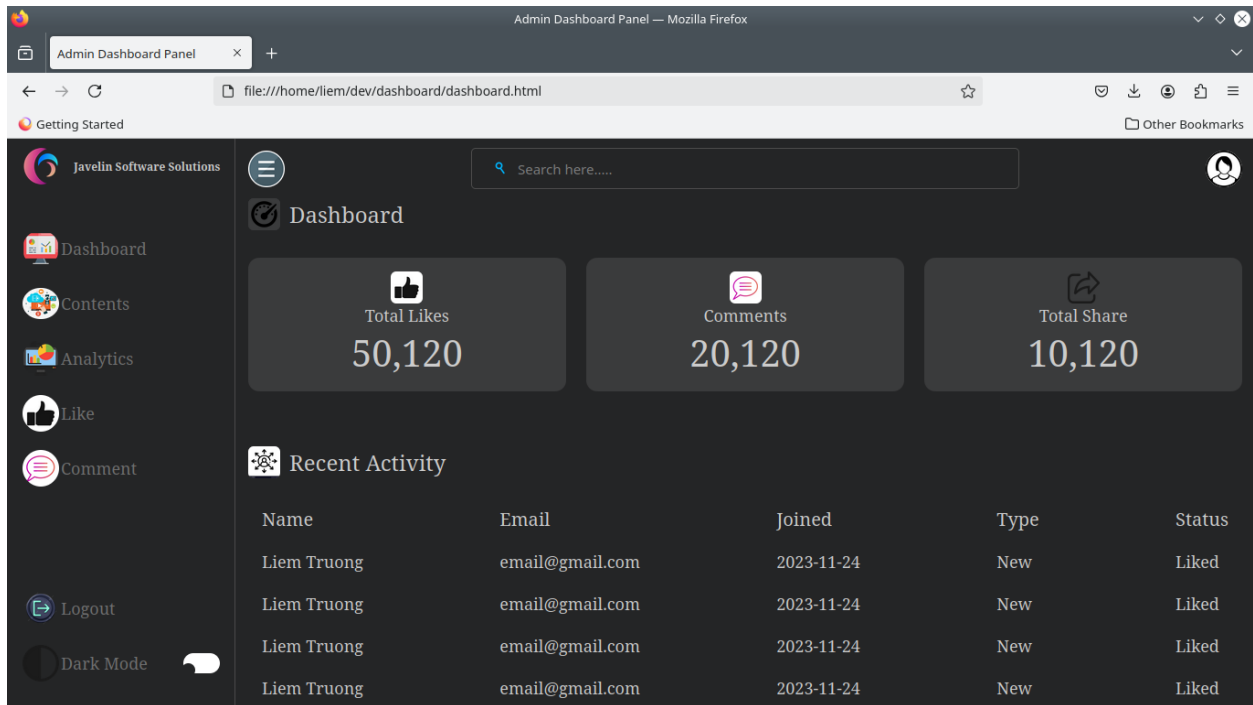 Admin Dashboard Panel — Mozilla Firefox
Admin Dashboard Panel
file:///home/liem/dev/dashboard/dashboard.html
Getting Started
Other Bookmarks
Javelin Software Solutions
Search here.....
Dashboard
Contents
Analytics
Like
Comment
Logout
Dark Mode
Dashboard
Total Likes
50,120
Comments
20,120
Total Share
10,120
Recent Activity
Name Email Joined Type Status
Liem Truong email@gmail.com 2023-11-24 New Liked
Liem Truong email@gmail.com 2023-11-24 New Liked
Liem Truong email@gmail.com 2023-11-24 New Liked
Liem Truong email@gmail.com 2023-11-24 New Liked